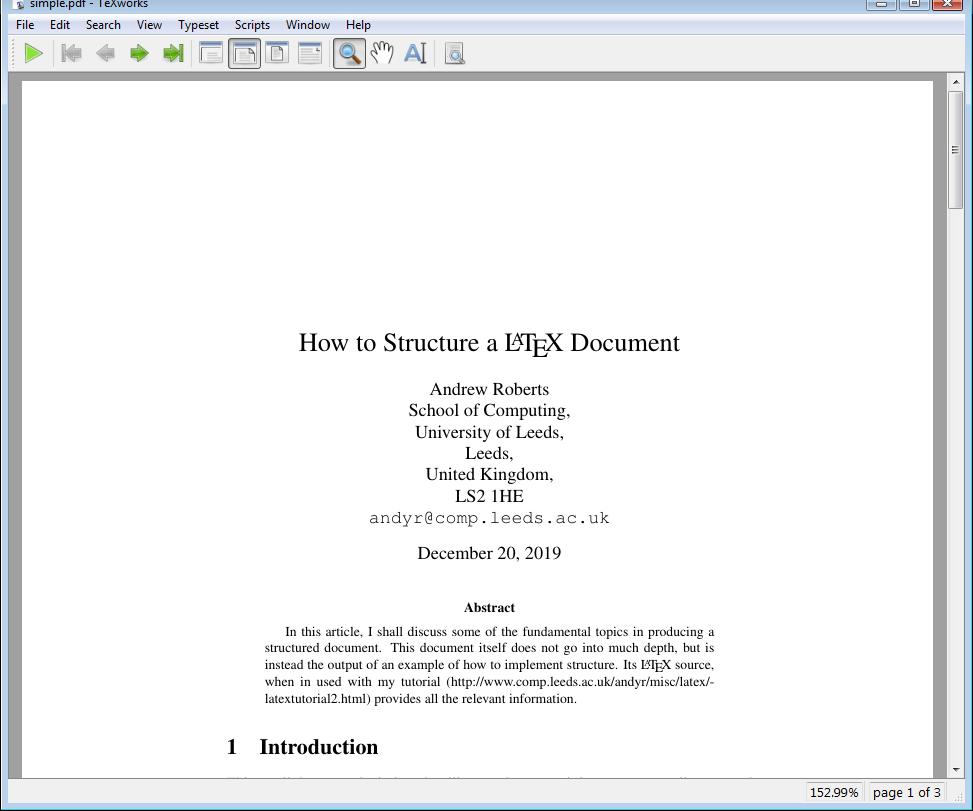 simple.pdf - TeXworks
File Edit Search View Typeset Scripts Window Help
How to Structure a LATEX Document
Andrew Roberts
School of Computing,
University of Leeds,
Leeds,
United Kingdom,
LS2 1HE
andyr@comp.leeds.ac.uk
December 20, 2019
Abstract
In this article, I shall discuss some of the fundamental topics in producing a
structured document. This document itself does not go into much depth, but is
instead the output of an example of how to implement structure. Its LATEX source,
when in used with my tutorial (http://www.comp.leeds.ac.uk/andyr/misc/latex/-
latextutorial2.html) provides all the relevant information.
1 Introduction
152.99% page 1 of 3